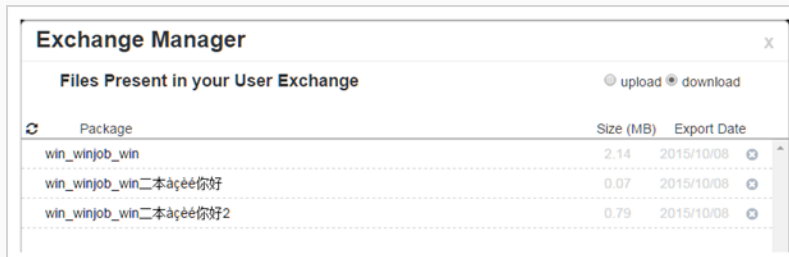 Exchange Manager x
Files Present in your User Exchange upload download
Package Size (MB) Export Date
win_winjob_win 2.14 2015/10/08
win_winjob_win二本àçèé你好 0.07 2015/10/08
win_winjob_win二本àçèé你好2 0.79 2015/10/08